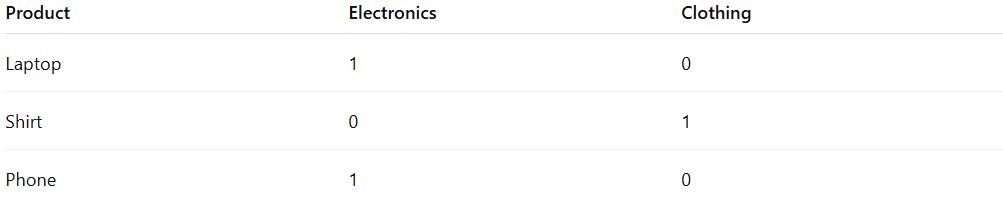 Product Electronics Clothing
Laptop 1 0
Shirt 0 1
Phone 1 0